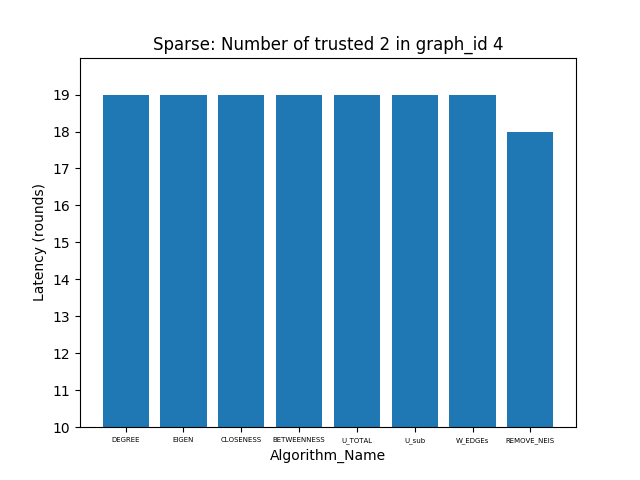 Sparse: Number of trusted 2 in graph_id 4
Latency (rounds)
19
18
17
16
15
14
13
12
11
10
DEGREE EIGEN CLOSENESS BETWEENNESS U_TOTAL U_sub W_EDGEs REMOVE_NEIS
Algorithm_Name